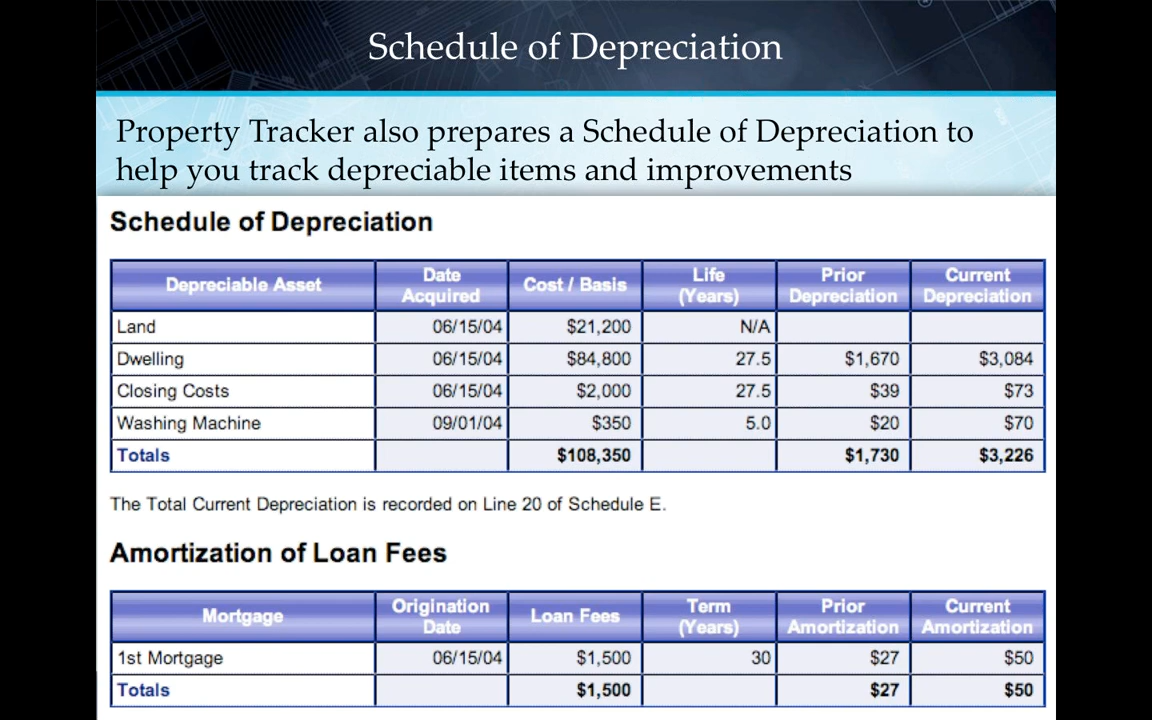 Schedule of Depreciation
Property Tracker also prepares a Schedule of Depreciation to
help you track depreciable items and improvements
Schedule of Depreciation
Depreciable Asset Date Acquired Cost / Basis Life (Years) Prior Depreciation Current Depreciation
Land 06/15/04 $21,200 N/A
Dwelling 06/15/04 $84,800 27.5 $1,670 $3,084
Closing Costs 06/15/04 $2,000 27.5 $39 $73
Washing Machine 09/01/04 $350 5.0 $20 $70
Totals $108,350 $1,730 $3,226
The Total Current Depreciation is recorded on Line 20 of Schedule E.
Amortization of Loan Fees
Mortgage Origination Date Loan Fees Term (Years) Prior Amortization Current Amortization
1st Mortgage 06/15/04 $1,500 30 $27 $50
Totals $1,500 $27 $50